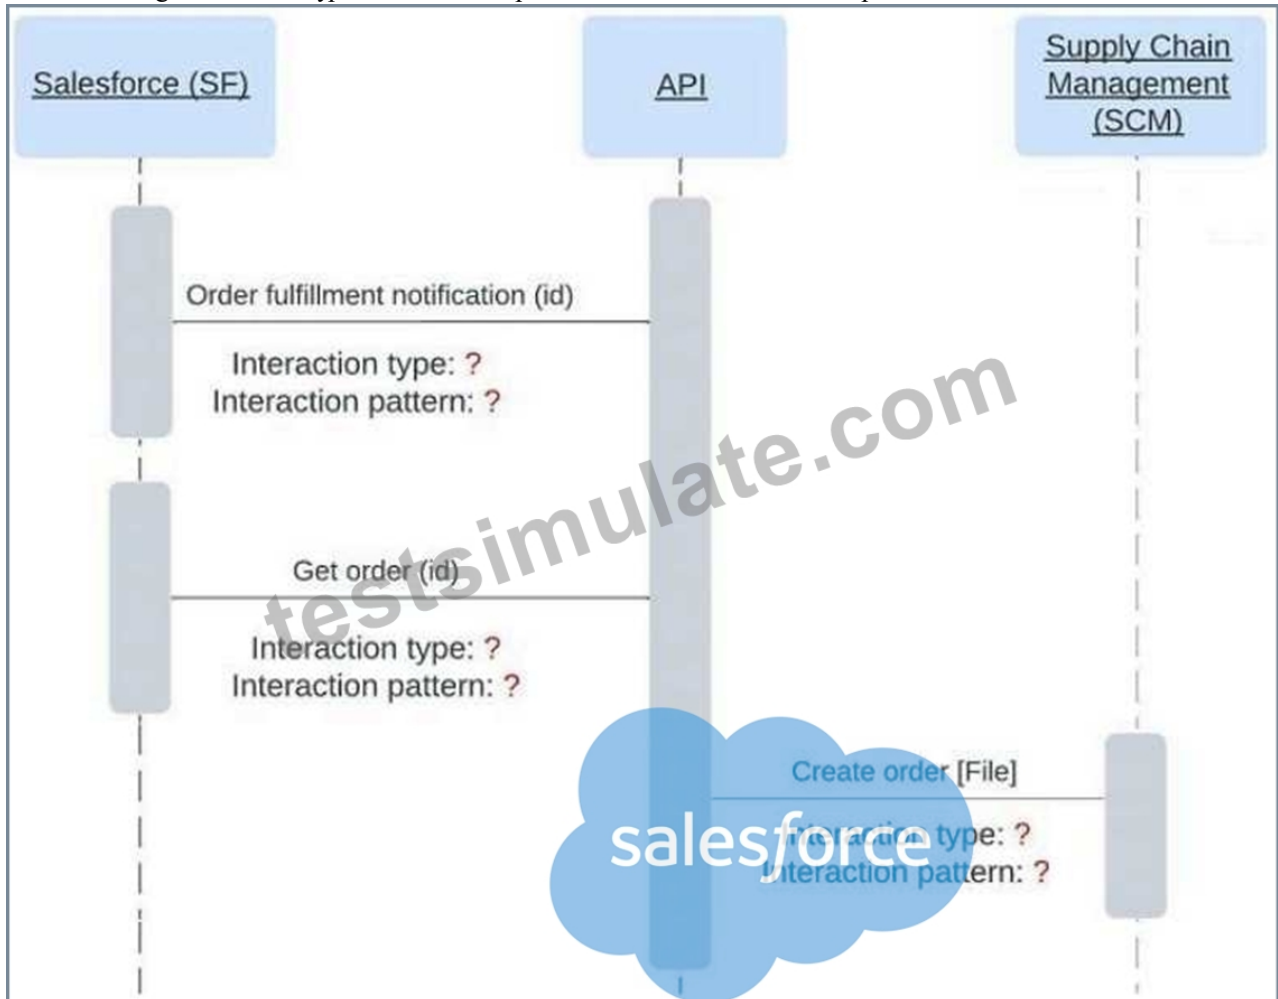 Salesforce (SF)
API
Supply Chain
Management
(SCM)
Order fulfillment notification (id)
Interaction type: ?
Interaction pattern: ?
testsimulate.com
Get order (id)
Interaction type: ?
Interaction pattern: ?
Create order [File]
salesforce
Interaction type: ?
Interaction pattern: ?